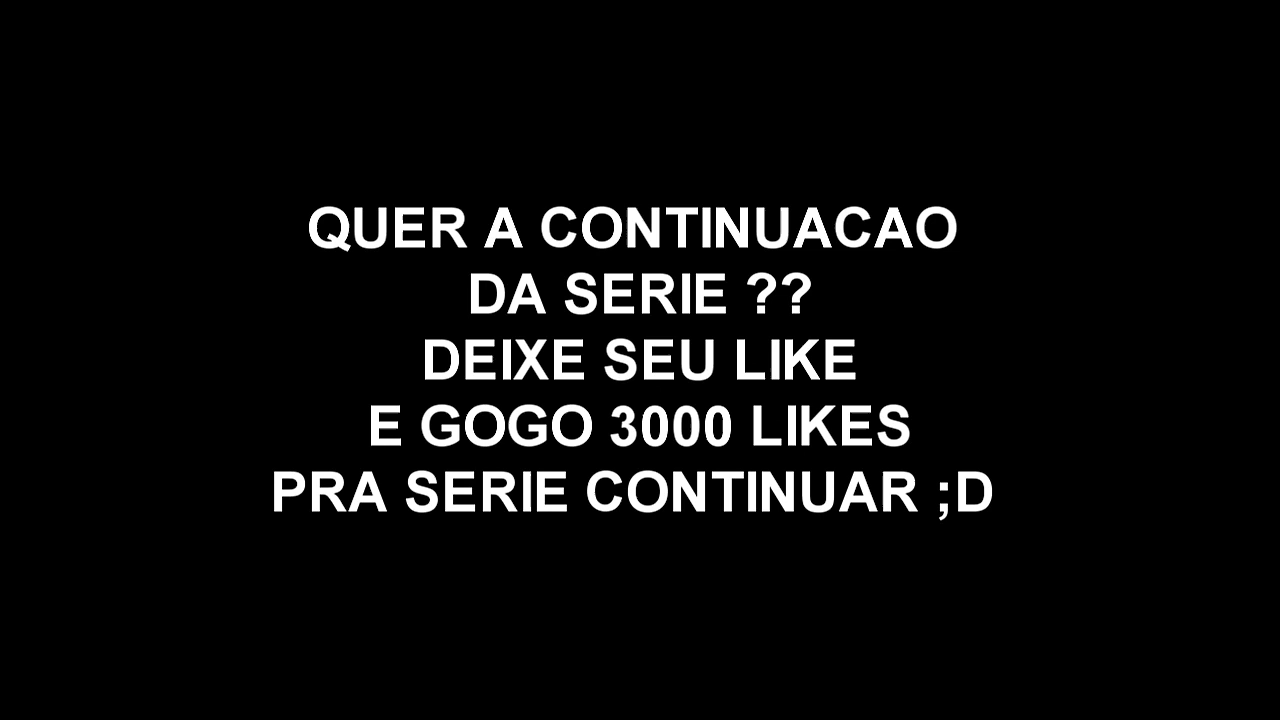 QUER A CONTINUACAO
DA SERIE ??
DEIXE SEU LIKE
E GOGO 3000 LIKES
PRA SERIE CONTINUAR ;D